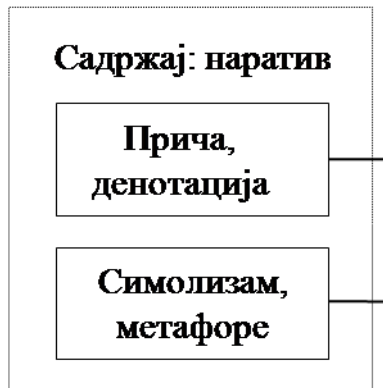 Садржај: наратив
Прича,
денотација
Симолизам,
метафоре